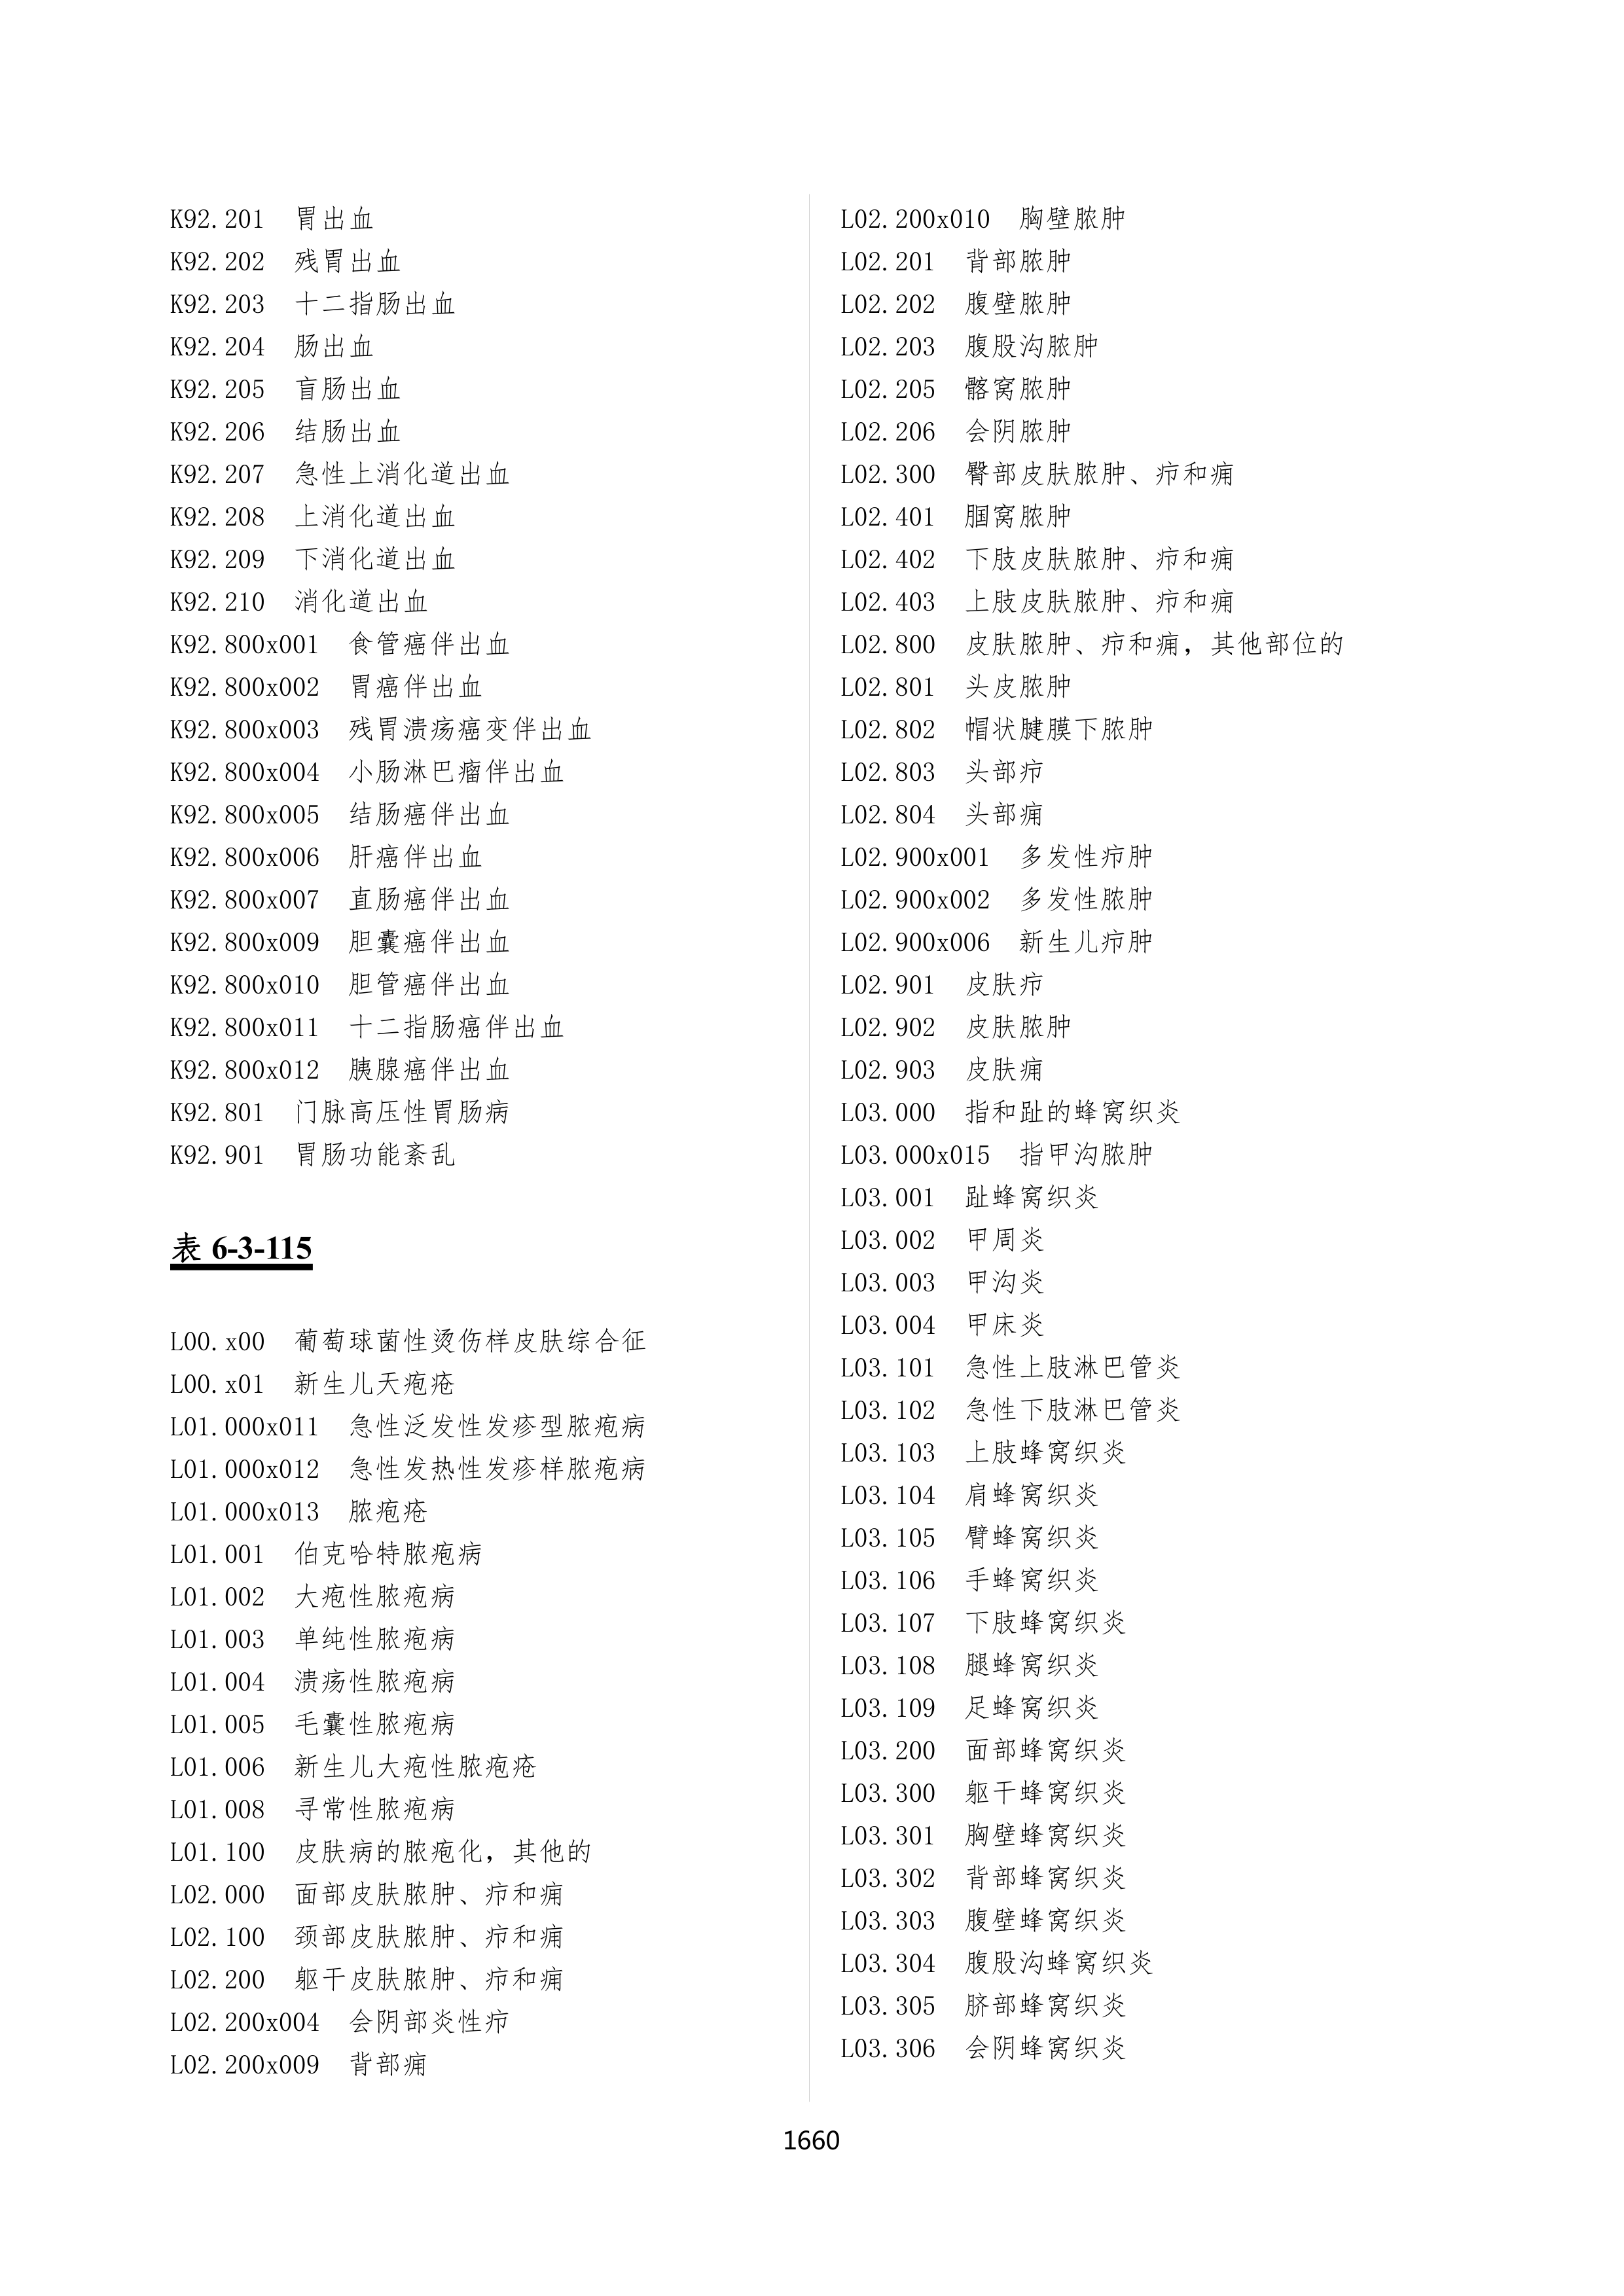 K92.201 胃出血
K92.202 残胃出血
K92.203 十二指肠出血
K92.204 肠出血
K92.205 盲肠出血
K92.206 结肠出血
K92.207 急性上消化道出血
K92.208 上消化道出血
K92.209 下消化道出血
K92.210 消化道出血
K92.800x001 食管癌伴出血
K92.800x002 胃癌伴出血
K92.800x003 残胃溃疡癌变伴出血
K92.800x004 小肠淋巴瘤伴出血
K92.800x005 结肠癌伴出血
K92.800x006 肝癌伴出血
K92.800x007 直肠癌伴出血
K92.800x009 胆囊癌伴出血
K92.800x010 胆管癌伴出血
K92.800x011 十二指肠癌伴出血
K92.800x012 胰腺癌伴出血
K92.801 门脉高压性胃肠病
K92.901 胃肠功能紊乱
表 6-3-115
L00.x00 葡萄球菌性烫伤样皮肤综合征
L00.x01 新生儿天疱疮
L01.000x011 急性泛发性发疹型脓疱病
L01.000x012 急性发热性发疹样脓疱病
L01.000x013 脓疱疮
L01.001 伯克哈特脓疱病
L01.002 大疱性脓疱病
L01.003 单纯性脓疱病
L01.004 溃疡性脓疱病
L01.005 毛囊性脓疱病
L01.006 新生儿大疱性脓疱疮
L01.008 寻常性脓疱病
L01.100 皮肤病的脓疱化，其他的
L02.000 面部皮肤脓肿、疖和痈
L02.100 颈部皮肤脓肿、疖和痈
L02.200 躯干皮肤脓肿、疖和痈
L02.200x004 会阴部炎性疖
L02.200x009 背部痈
L02.200x010 胸壁脓肿
L02.201 背部脓肿
L02.202 腹壁脓肿
L02.203 腹股沟脓肿
L02.205 髂窝脓肿
L02.206 会阴脓肿
L02.300 臀部皮肤脓肿、疖和痈
L02.401 腘窝脓肿
L02.402 下肢皮肤脓肿、疖和痈
L02.403 上肢皮肤脓肿、疖和痈
L02.800 皮肤脓肿、疖和痈，其他部位的
L02.801 头皮脓肿
L02.802 帽状腱膜下脓肿
L02.803 头部疖
L02.804 头部痈
L02.900x001 多发性疖肿
L02.900x002 多发性脓肿
L02.900x006 新生儿疖肿
L02.901 皮肤疖
L02.902 皮肤脓肿
L02.903 皮肤痈
L03.000 指和趾的蜂窝织炎
L03.000x015 指甲沟脓肿
L03.001 趾蜂窝织炎
L03.002 甲周炎
L03.003 甲沟炎
L03.004 甲床炎
L03.101 急性上肢淋巴管炎
L03.102 急性下肢淋巴管炎
L03.103 上肢蜂窝织炎
L03.104 肩蜂窝织炎
L03.105 臂蜂窝织炎
L03.106 手蜂窝织炎
L03.107 下肢蜂窝织炎
L03.108 腿蜂窝织炎
L03.109 足蜂窝织炎
L03.200 面部蜂窝织炎
L03.300 躯干蜂窝织炎
L03.301 胸壁蜂窝织炎
L03.302 背部蜂窝织炎
L03.303 腹壁蜂窝织炎
L03.304 腹股沟蜂窝织炎
L03.305 脐部蜂窝织炎
L03.306 会阴蜂窝织炎
1660